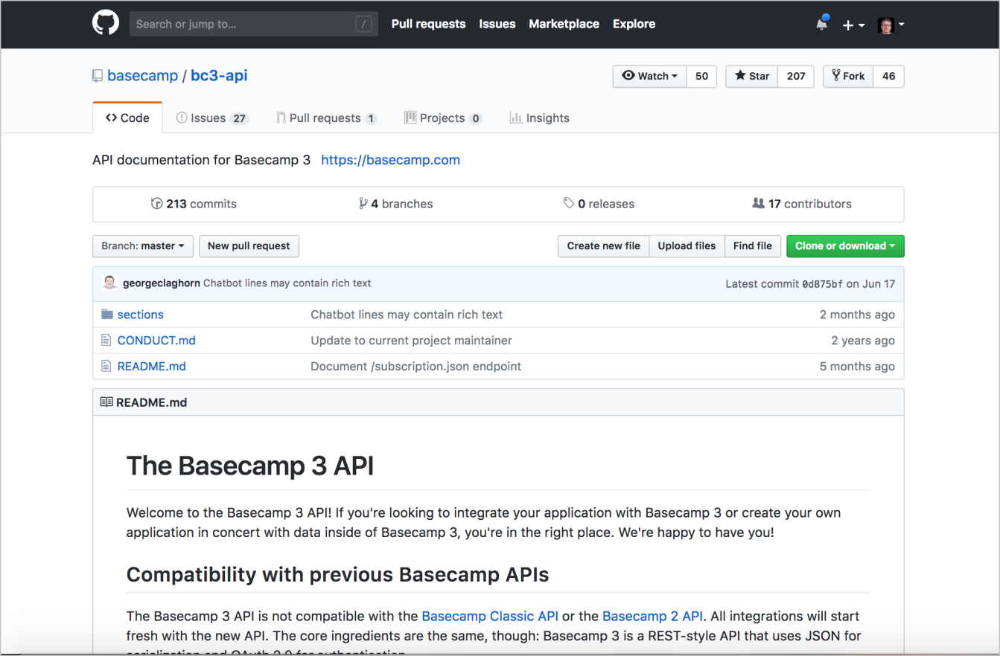 Search or jump to... / Pull requests Issues Marketplace Explore
basecamp / bc3-api Watch 50 Star 207 Fork 46
Code Issues 27 Pull requests 1 Projects 0 Insights
API documentation for Basecamp 3 https://basecamp.com
213 commits 4 branches 0 releases 17 contributors
Branch: master New pull request Create new file Upload files Find file Clone or download
georgeclaghorn Chatbot lines may contain rich text Latest commit 0d875bf on Jun 17
sections Chatbot lines may contain rich text 2 months ago
CONDUCT.md Update to current project maintainer 2 years ago
README.md Document /subscription.json endpoint 5 months ago
README.md
The Basecamp 3 API
Welcome to the Basecamp 3 API! If you're looking to integrate your application with Basecamp 3 or create your own
application in concert with data inside of Basecamp 3, you're in the right place. We're happy to have you!
Compatibility with previous Basecamp APIs
The Basecamp 3 API is not compatible with the Basecamp Classic API or the Basecamp 2 API. All integrations will start
fresh with the new API. The core ingredients are the same, though: Basecamp 3 is a REST-style API that uses JSON for
serialization and OAuth 2.0 for authentication.